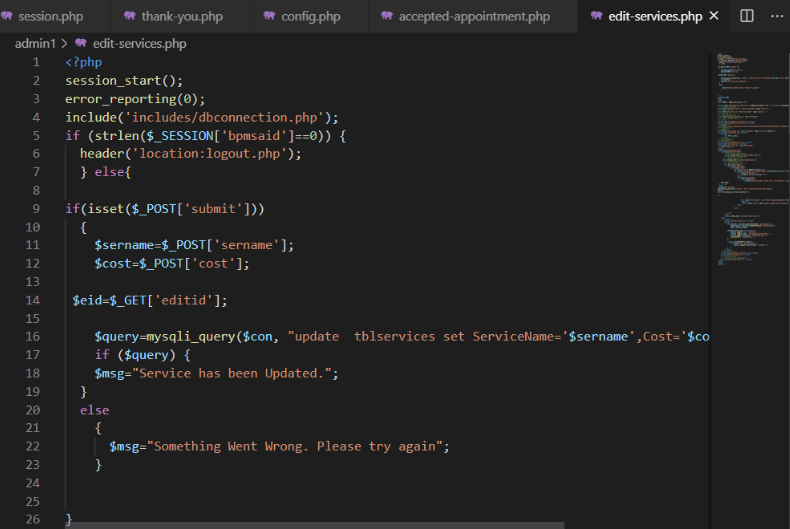 session.php thank-you.php config.php accepted-appointment.php edit-services.php
admin1 > edit-services.php
1 <?php
2 session_start();
3 error_reporting(0);
4 include('includes/dbconnection.php');
5 if (strlen($_SESSION['bpmsaid']==0)) {
6 header('location:logout.php');
7 } else{
8
9 if(isset($_POST['submit']))
10 {
11 $sername=$_POST['sername'];
12 $cost=$_POST['cost'];
13
14 $eid=$_GET['editid'];
15
16 $query=mysqli_query($con, "update  tblservices set ServiceName='$sername',Cost='$co
17 if ($query) {
18 $msg="Service has been Updated.";
19 }
20 else
21 {
22 $msg="Something Went Wrong. Please try again";
23 }
24
25
26 }